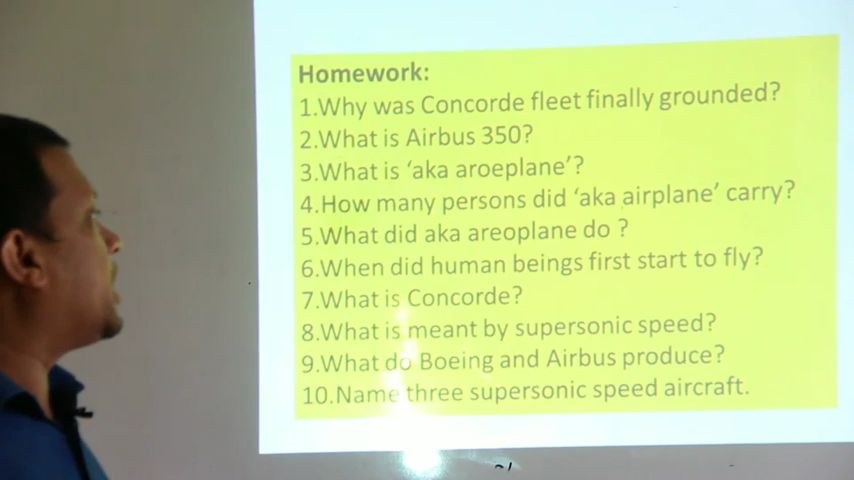 Homework:
1.Why was Concorde fleet finally grounded?
2.What is Airbus 350?
3.What is ‘aka aroeplane’?
4.How many persons did ‘aka airplane’ carry?
5.What did aka areoplane do ?
6.When did human beings first start to fly?
7.What is Concorde?
8.What is meant by supersonic speed?
9.What do Boeing and Airbus produce?
10.Name three supersonic speed aircraft.